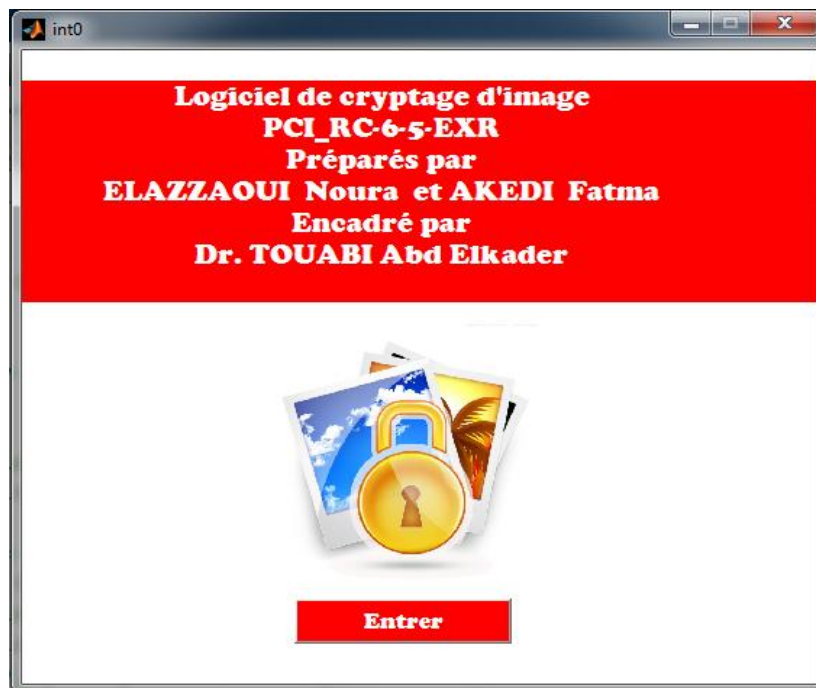 int0
Logiciel de cryptage d'image
PCI_RC-6-5-EXR
Préparés par
ELAZZAOUI Noura et AKEDI Fatma
Encadré par
Dr. TOUABI Abd Elkader
Entrer